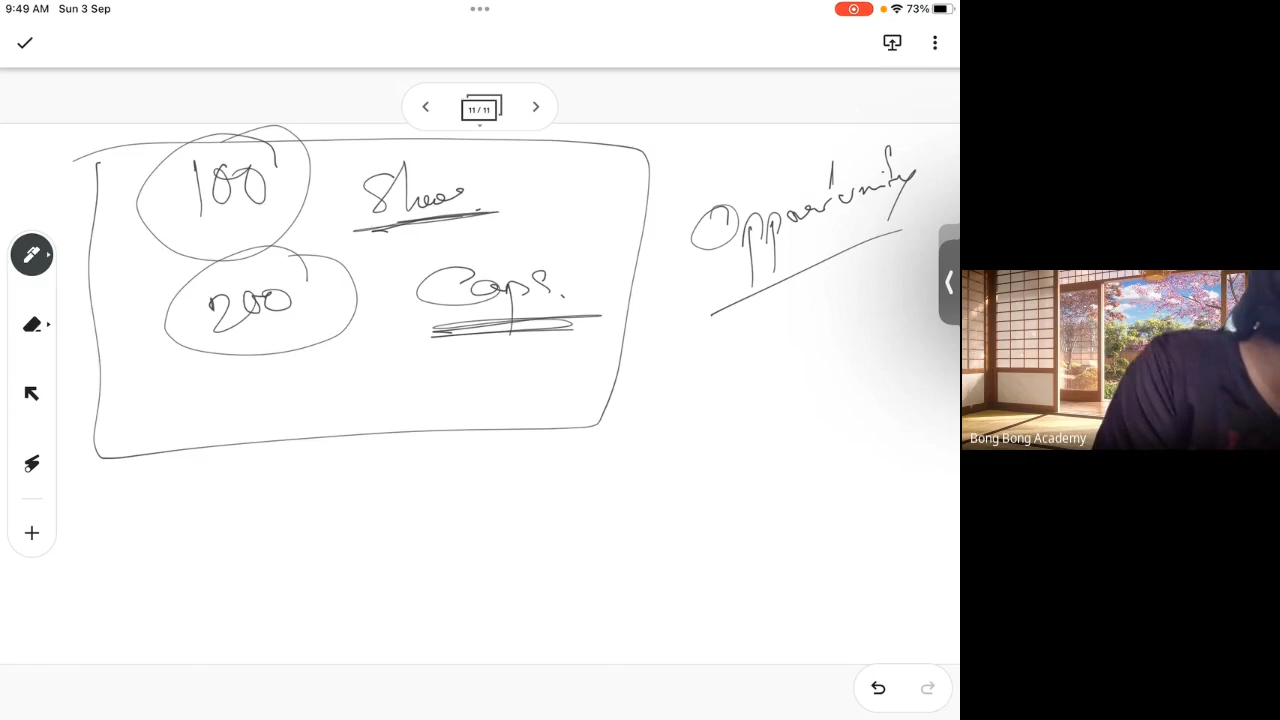 9:49 AM Sun 3 Sep
73%
11 / 11
100 Shoes.
200 Caps.
Opportunity
Bong Bong Academy